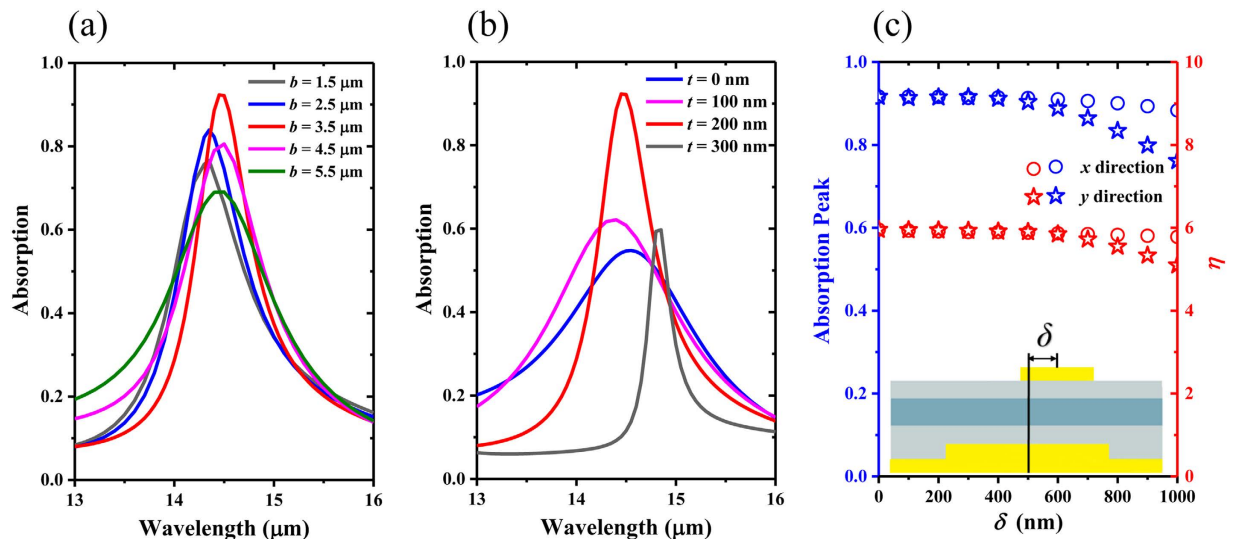 (a)
1.0
0.8
0.6
0.4
0.2
0.0
Absorption
13
14
15
16
Wavelength (μm)
b = 1.5 μm
b = 2.5 μm
b = 3.5 μm
b = 4.5 μm
b = 5.5 μm
(b)
1.0
0.8
0.6
0.4
0.2
0.0
Absorption
13
14
15
16
Wavelength (μm)
t = 0 nm
t = 100 nm
t = 200 nm
t = 300 nm
(c)
1.0
0.8
0.6
0.4
0.2
0.0
Absorption Peak
0
200
400
600
800
1000
δ (nm)
10
8
6
4
2
0
η
x direction
y direction
δ